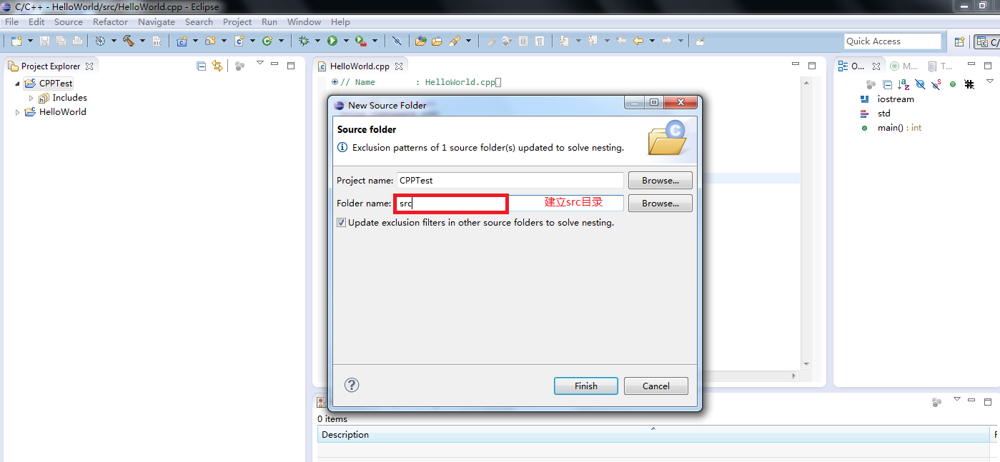 C/C++ - HelloWorld/src/HelloWorld.cpp - Eclipse
File Edit Source Refactor Navigate Search Project Run Window Help
Quick Access
C/
Project Explorer
CPPTest
Includes
HelloWorld
HelloWorld.cpp
// Name : HelloWorld.cpp
New Source Folder
Source folder
Exclusion patterns of 1 source folder(s) updated to solve nesting.
Project name: CPPTest Browse...
Folder name: src 建立src目录 Browse...
Update exclusion filters in other source folders to solve nesting.
Finish Cancel
O... M... T...
iostream
std
main() : int
0 items
Description